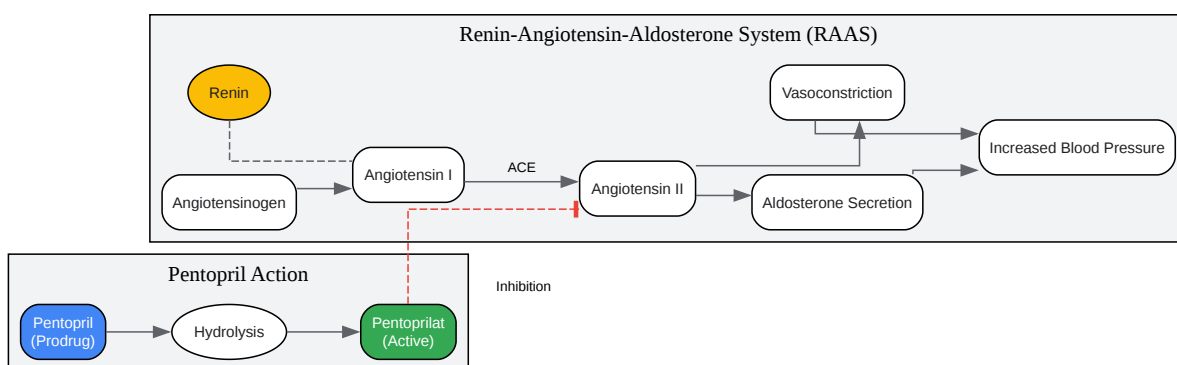 Renin-Angiotensin-Aldosterone System (RAAS)
Renin
Vasoconstriction
Increased Blood Pressure
Angiotensin I
ACE
Angiotensin II
Angiotensinogen
Aldosterone Secretion
Pentopril Action
Inhibition
Pentopril
(Prodrug)
Hydrolysis
Pentoprilat
(Active)